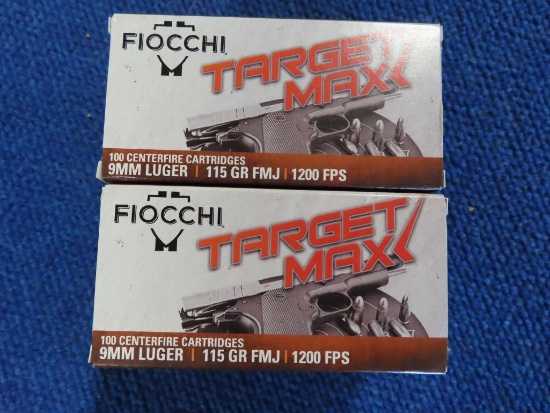 FIOCCHI
TARGET
MAX
100 CENTERFIRE CARTRIDGES
9MM LUGER | 115 GR FMJ | 1200 FPS
FIOCCHI
TARGET
MAX
100 CENTERFIRE CARTRIDGES
9MM LUGER | 115 GR FMJ | 1200 FPS